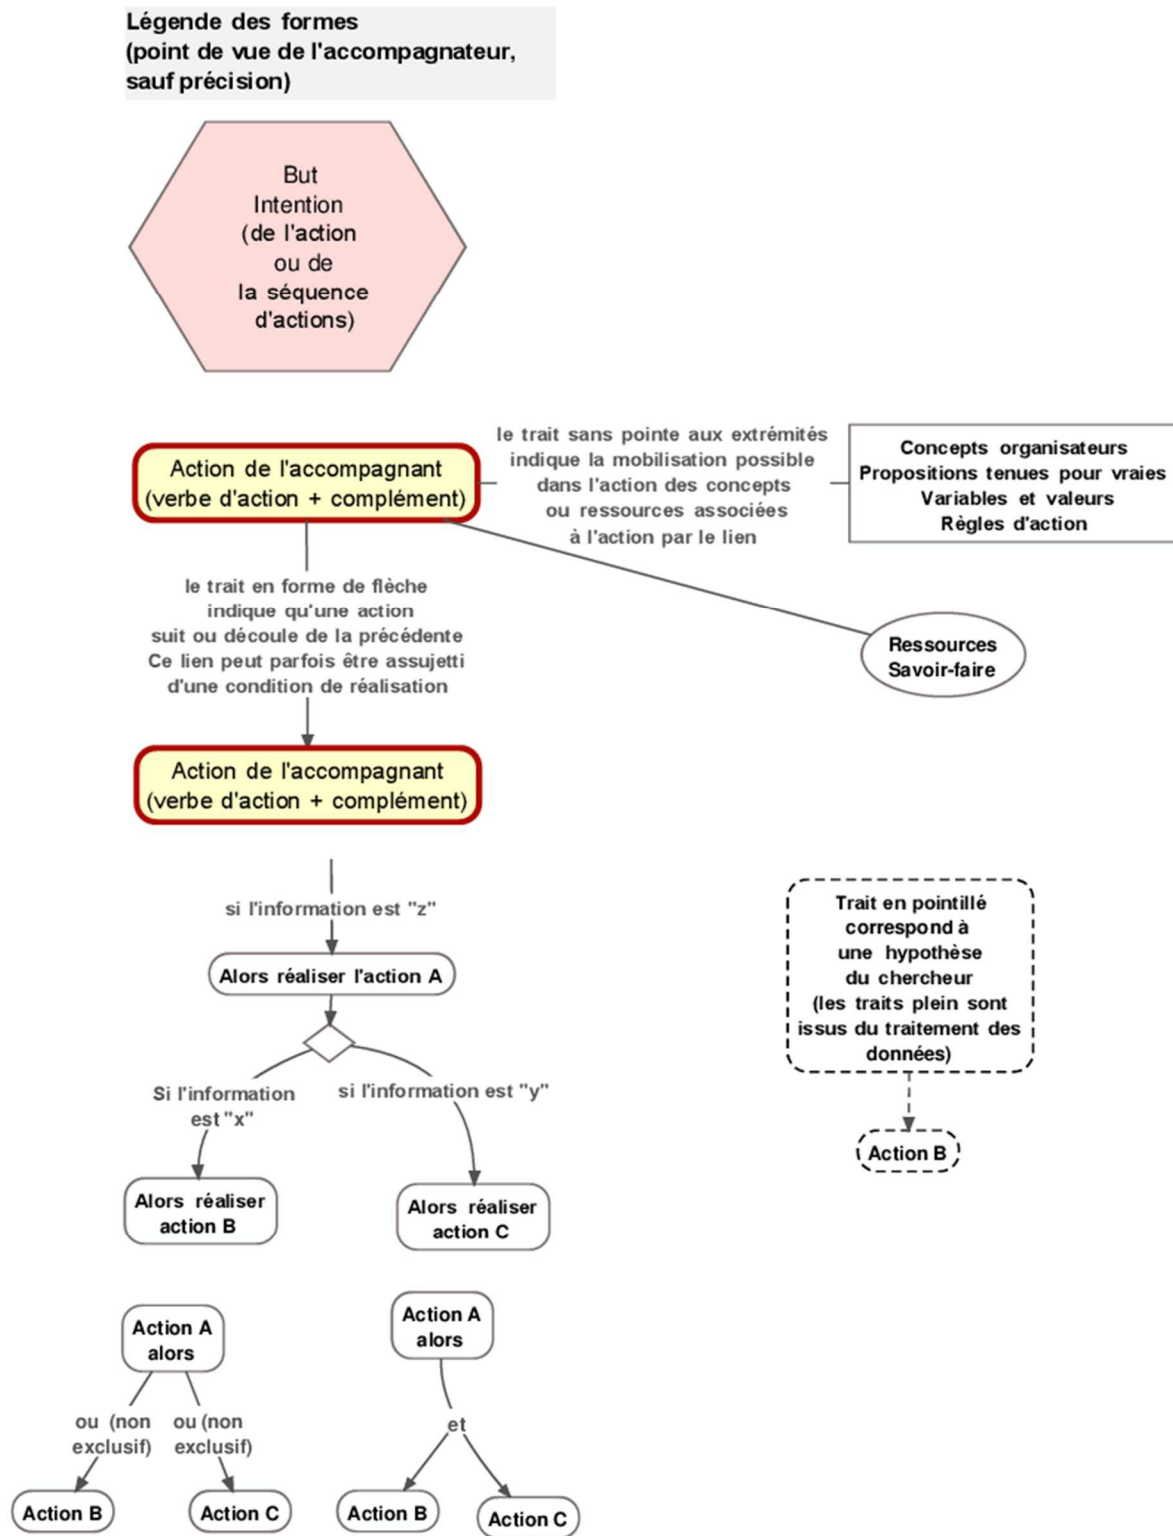 Légende des formes
(point de vue de l'accompagnateur,
sauf précision)
But
Intention
(de l'action
ou de
la séquence
d'actions)
Action de l'accompagnant
(verbe d'action + complément)
le trait sans pointe aux extrémités
indique la mobilisation possible
dans l'action des concepts
ou ressources associées
à l'action par le lien
Concepts organisateurs
Propositions tenues pour vraies
Variables et valeurs
Règles d'action
le trait en forme de flèche
indique qu'une action
suit ou découle de la précédente
Ce lien peut parfois être assujetti
d'une condition de réalisation
Ressources
Savoir-faire
Action de l'accompagnant
(verbe d'action + complément)
si l'information est "z"
Alors réaliser l'action A
Si l'information
est "x"
si l'information est "y"
Alors réaliser
action B
Alors réaliser
action C
Trait en pointillé
correspond à
une hypothèse
du chercheur
(les traits plein sont
issus du traitement des
données)
Action B
Action A
alors
ou (non
exclusif)
ou (non
exclusif)
Action B
Action C
Action A
alors
et
Action B
Action C